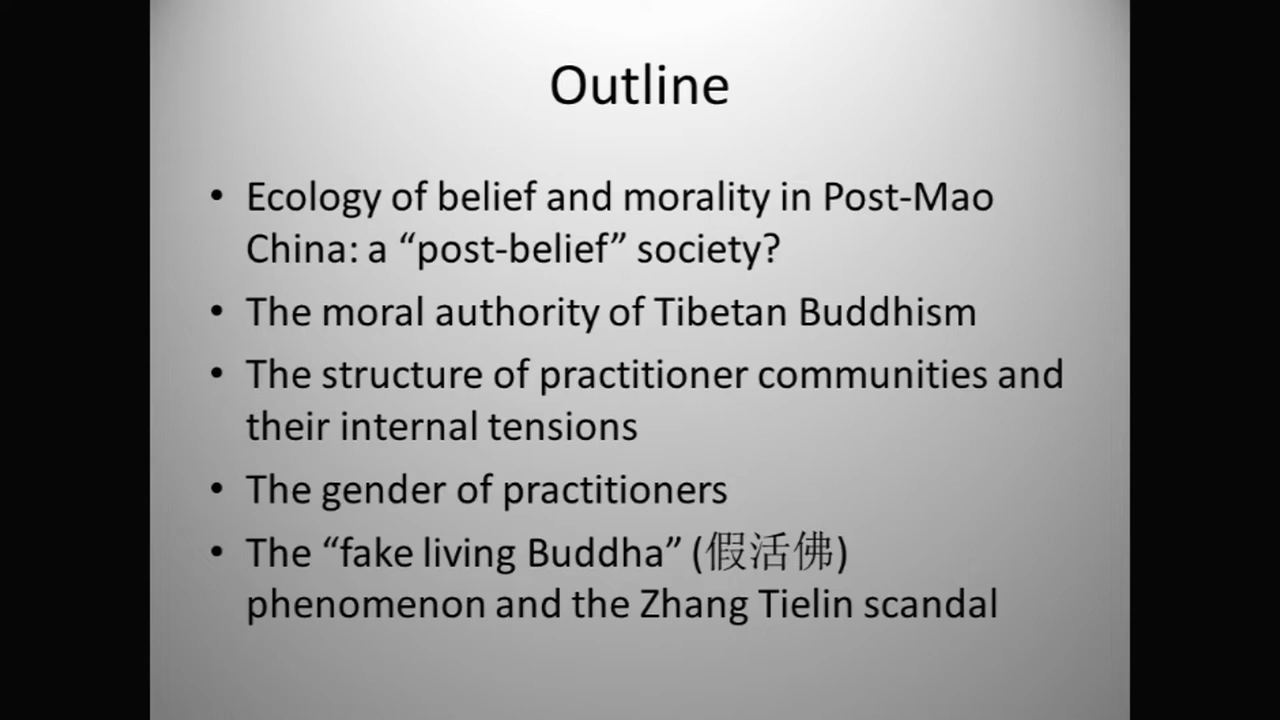 Outline
• Ecology of belief and morality in Post-Mao
China: a “post-belief” society?
• The moral authority of Tibetan Buddhism
• The structure of practitioner communities and
their internal tensions
• The gender of practitioners
• The “fake living Buddha” (假活佛)
phenomenon and the Zhang Tielin scandal